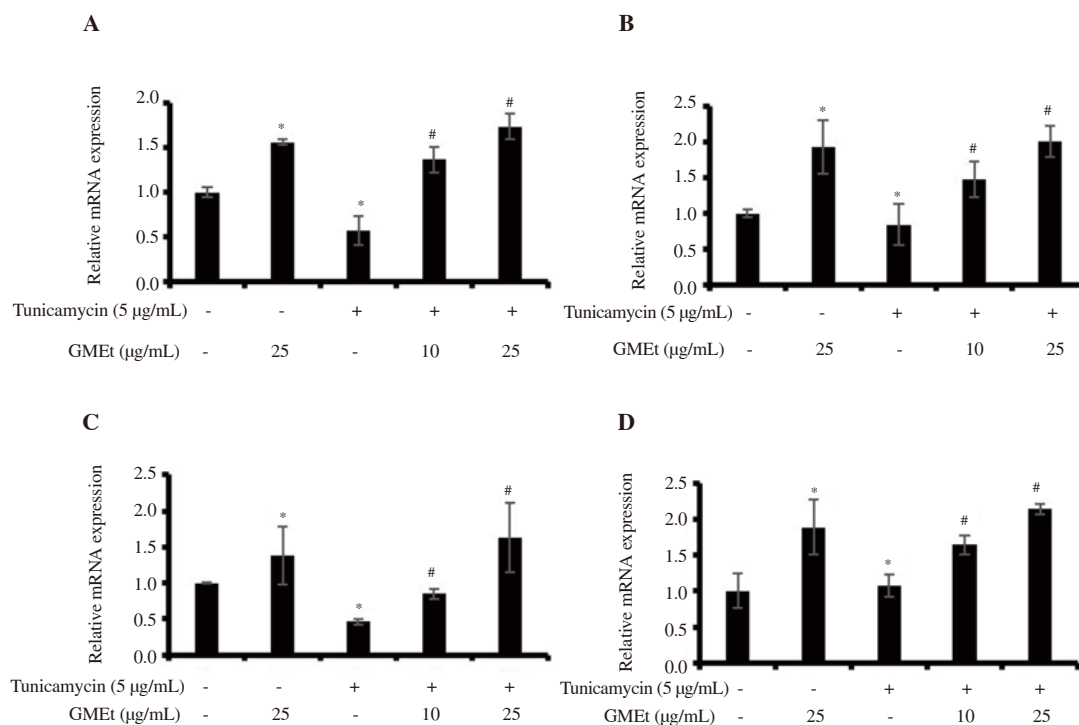 A
Relative mRNA expression
2.0
1.5
1.0
0.5
0.0
* * # #
Tunicamycin (5 μg/mL) - - + + +
GMEt (μg/mL) - 25 - 10 25
B
Relative mRNA expression
2.5
2.0
1.5
1.0
0.5
0.0
* * # #
Tunicamycin (5 μg/mL) - - + + +
GMEt (μg/mL) - 25 - 10 25
C
Relative mRNA expression
2.5
2.0
1.5
1.0
0.5
0.0
* * # #
Tunicamycin (5 μg/mL) - - + + +
GMEt (μg/mL) - 25 - 10 25
D
Relative mRNA expression
2.5
2.0
1.5
1.0
0.5
0.0
* * # #
Tunicamycin (5 μg/mL) - - + + +
GMEt (μg/mL) - 25 - 10 25